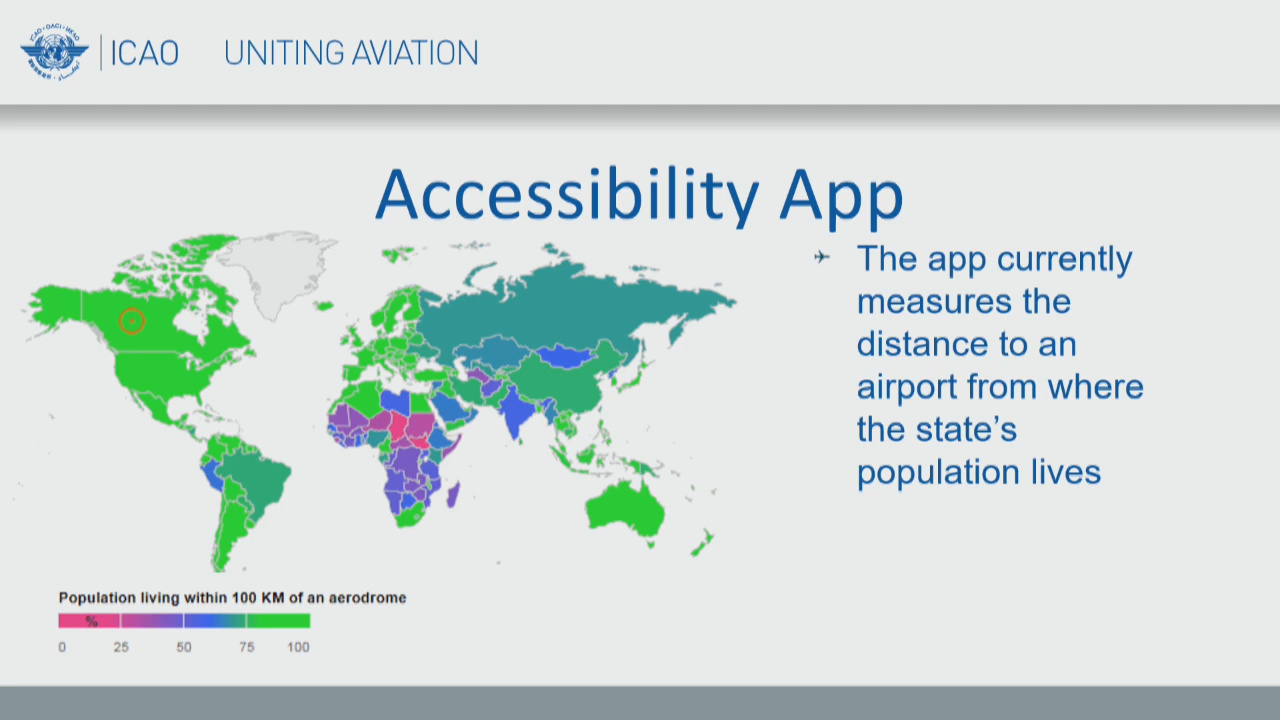 ICAO
UNITING AVIATION
Accessibility App
The app currently
measures the
distance to an
airport from where
the state's
population lives
Population living within 100 KM of an aerodrome
%
0 25 50 75 100